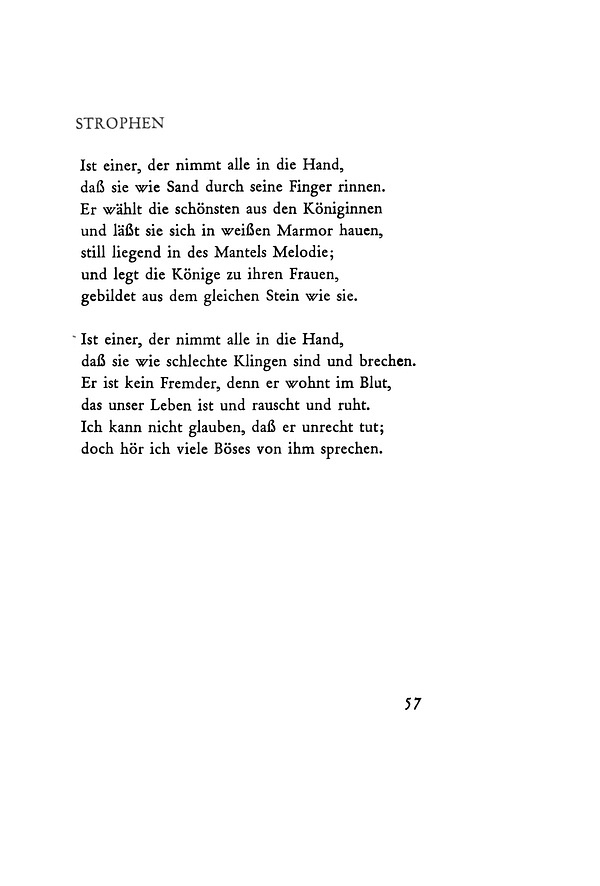 STROPHEN
Ist einer, der nimmt alle in die Hand,
daß sie wie Sand durch seine Finger rinnen.
Er wählt die schönsten aus den Königinnen
und läßt sie sich in weißen Marmor hauen,
still liegend in des Mantels Melodie;
und legt die Könige zu ihren Frauen,
gebildet aus dem gleichen Stein wie sie.
Ist einer, der nimmt alle in die Hand,
daß sie wie schlechte Klingen sind und brechen.
Er ist kein Fremder, denn er wohnt im Blut,
das unser Leben ist und rauscht und ruht.
Ich kann nicht glauben, daß er unrecht tut;
doch hör ich viele Böses von ihm sprechen.
57